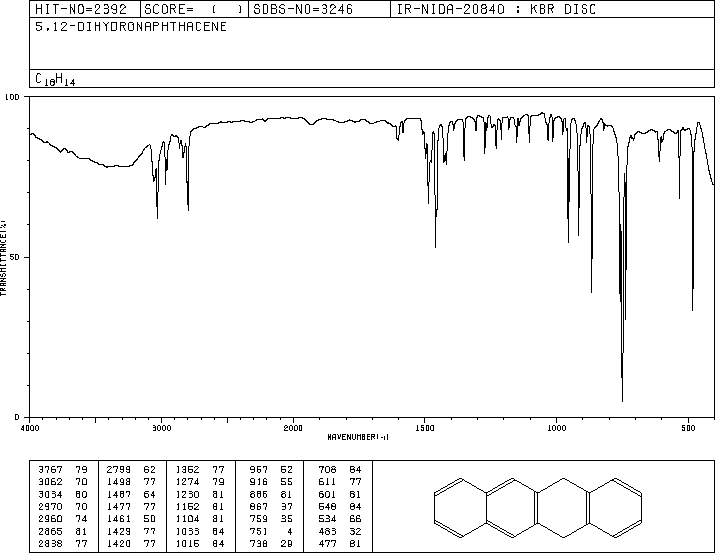 HIT-NO=2392 SCORE= ( ) SDBS-NO=3246 IR-NIDA-20840 : KBR DISC
5,12-DIHYDRONAPHTHACENE
C18H14
100
50
0
TRANSMITTANCE(%)
4000 3000 2000 1500 1000 500
WAVENUMBER(-1)
3767 79 2799 62 1352 77 957 52 708 84
3062 70 1498 77 1274 79 916 55 611 77
3034 60 1487 64 1230 81 886 81 601 81
2970 70 1477 77 1152 81 867 37 548 84
2960 74 1461 50 1104 81 759 35 534 66
2865 81 1429 77 1033 84 751 4 483 32
2838 77 1420 77 1016 84 738 29 477 81